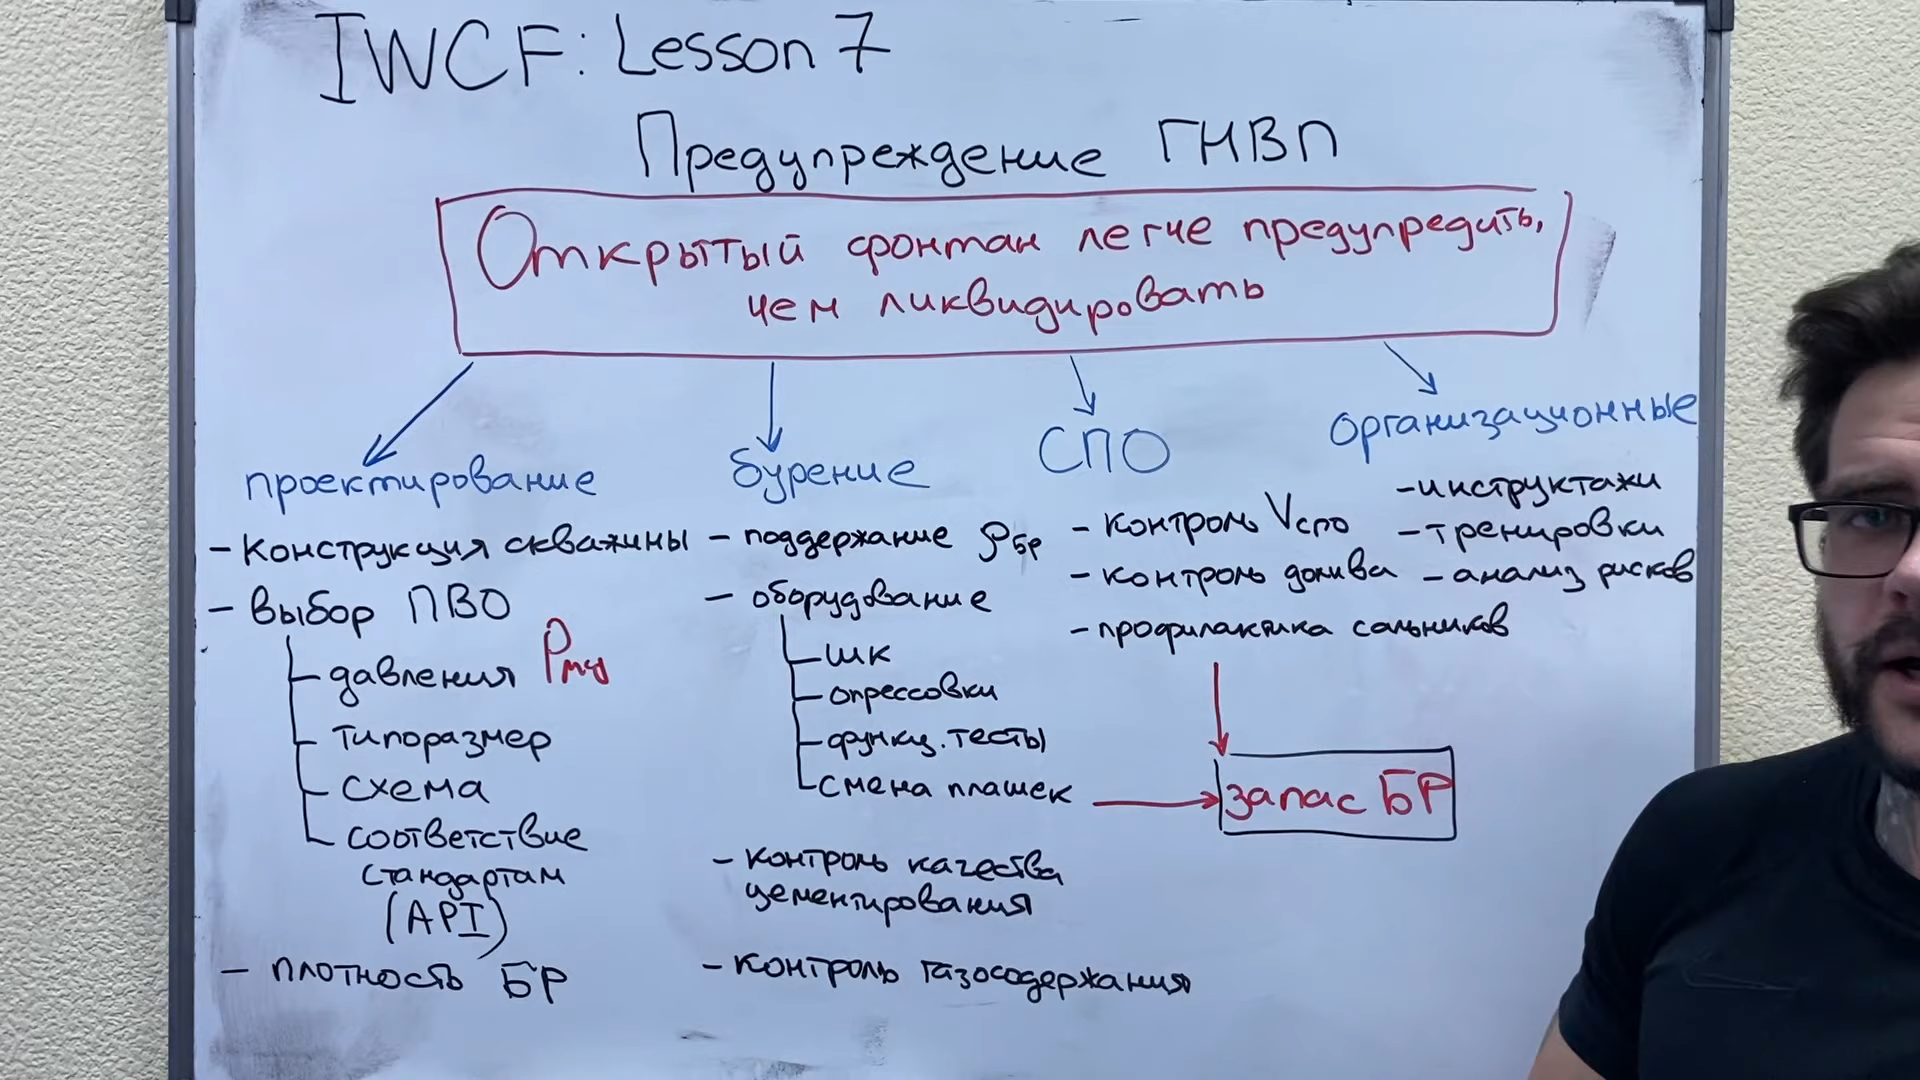 IWCF: Lesson 7
Предупреждение ГНВП
Открытый фонтан легче предупредить,
чем ликвидировать
проектирование
- конструкция скважины
- выбор ПВО
давления Рму
типоразмер
схема
соответствие
стандартам
(API)
- плотность БР
бурение
- поддержание ρбр
- оборудование
шк
опрессовки
функц. тесты
смена плашек
- контроль качества
цементирования
- контроль газосодержания
СПО
- контроль Vспо
- контроль долива
- профилактика сальников
запас БР
организационные
- инструктажи
- тренировки
- анализ рисков